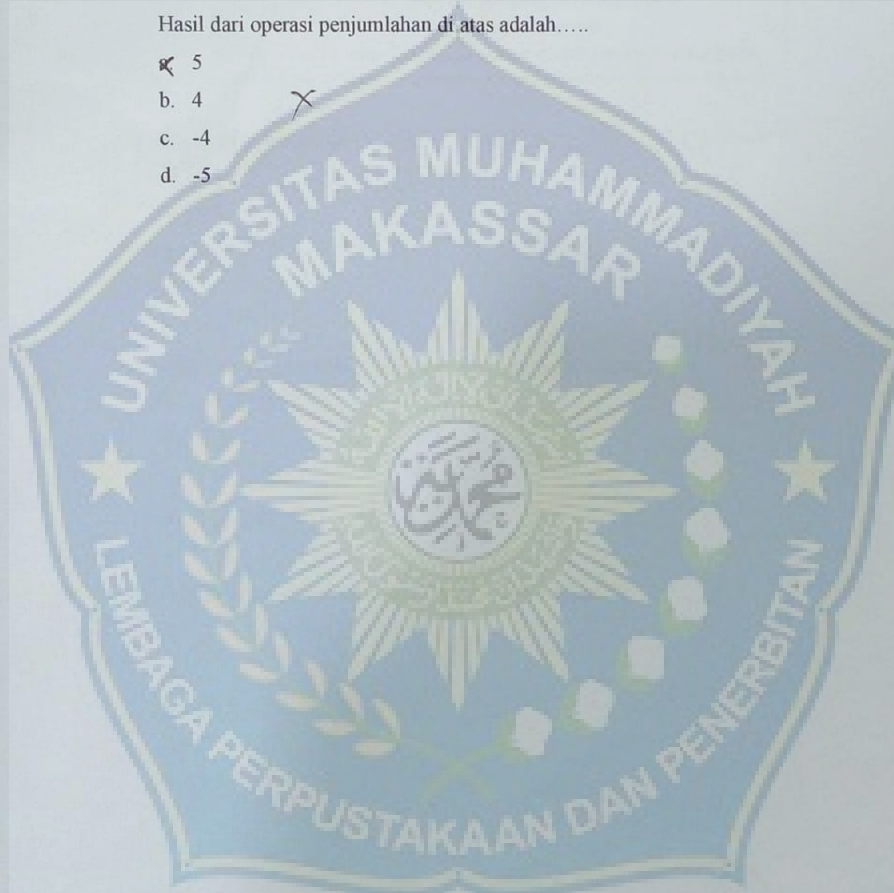 Hasil dari operasi penjumlahan di atas adalah…..
a. 5
b. 4
c. -4
d. -5
UNIVERSITAS MUHAMMADIYAH
MAKASSAR
LEMBAGA PERPUSTAKAAN DAN PENERBITAN